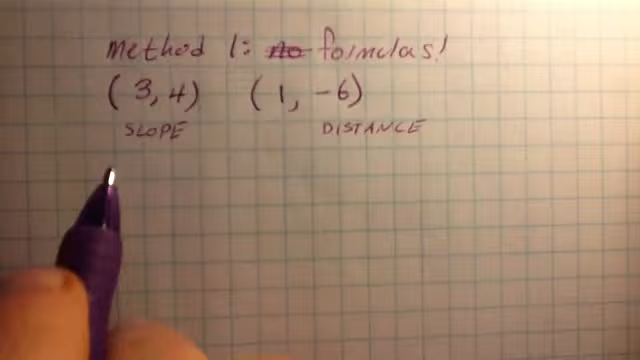 method 1: no formulas!
(3,4) (1,-6)
SLOPE DISTANCE